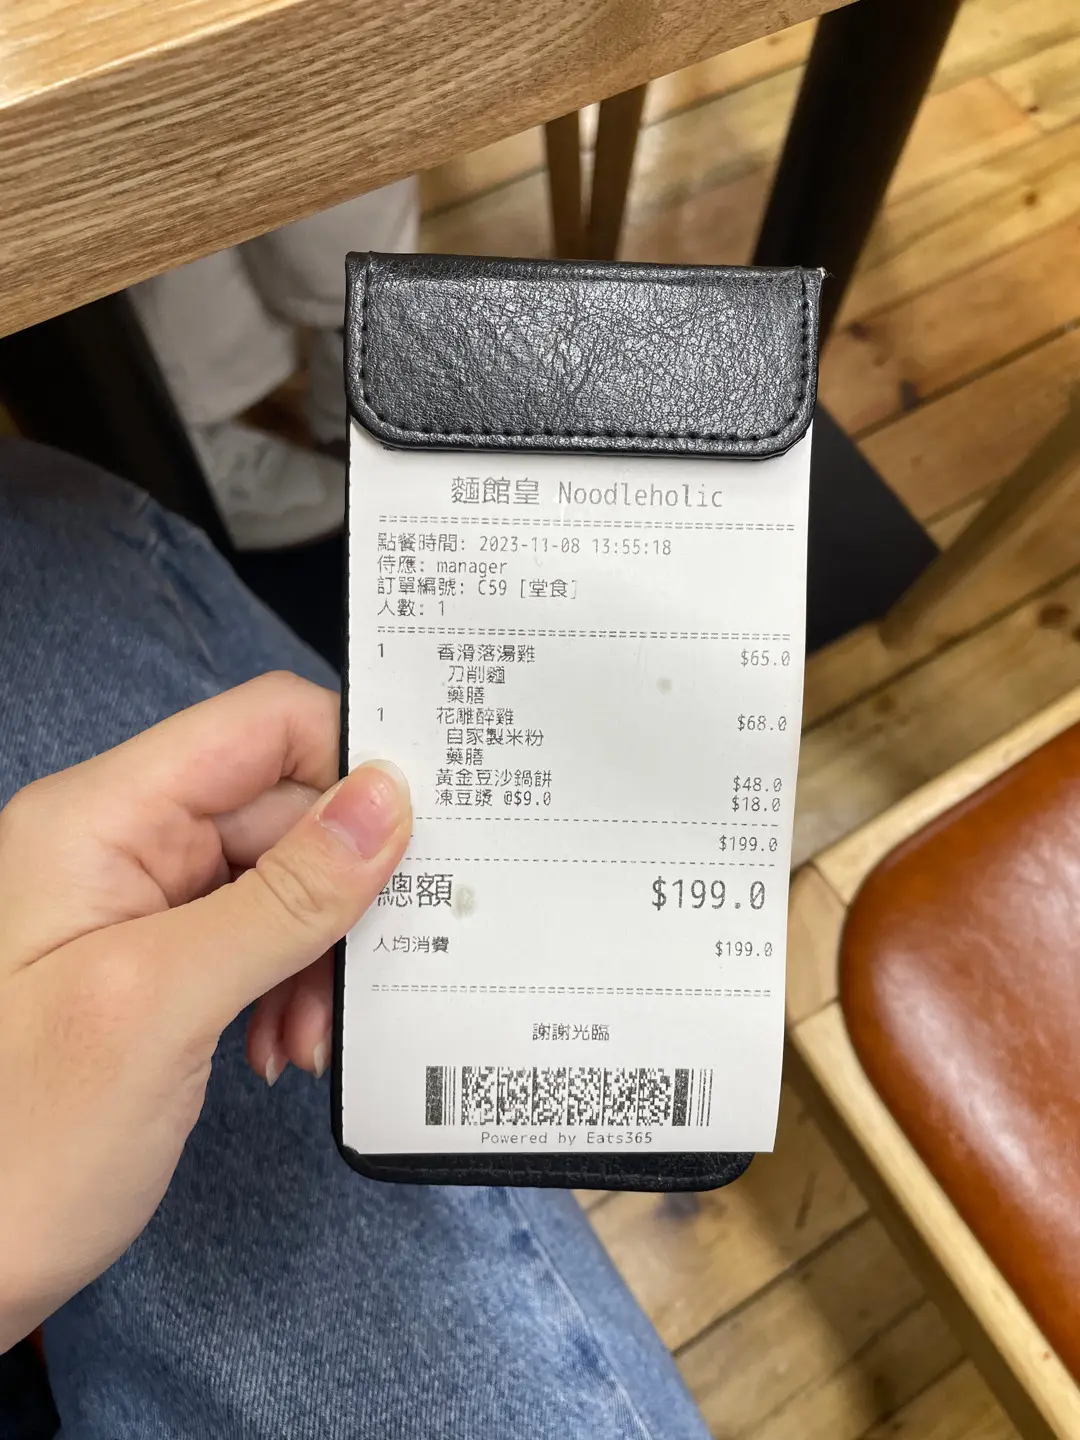 麵館皇 Noodleholic
點餐時間: 2023-11-08 13:55:18
侍應: manager
訂單編號: C59 [堂食]
人數: 1
1 香滑落湯雞 $65.0
刀削麵
藥膳
1 花雕醉雞 $68.0
自家製米粉
藥膳
黃金豆沙鍋餅 $48.0
凍豆漿 @$9.0 $18.0
$199.0
總額 $199.0
人均消費 $199.0
謝謝光臨
Powered by Eats365